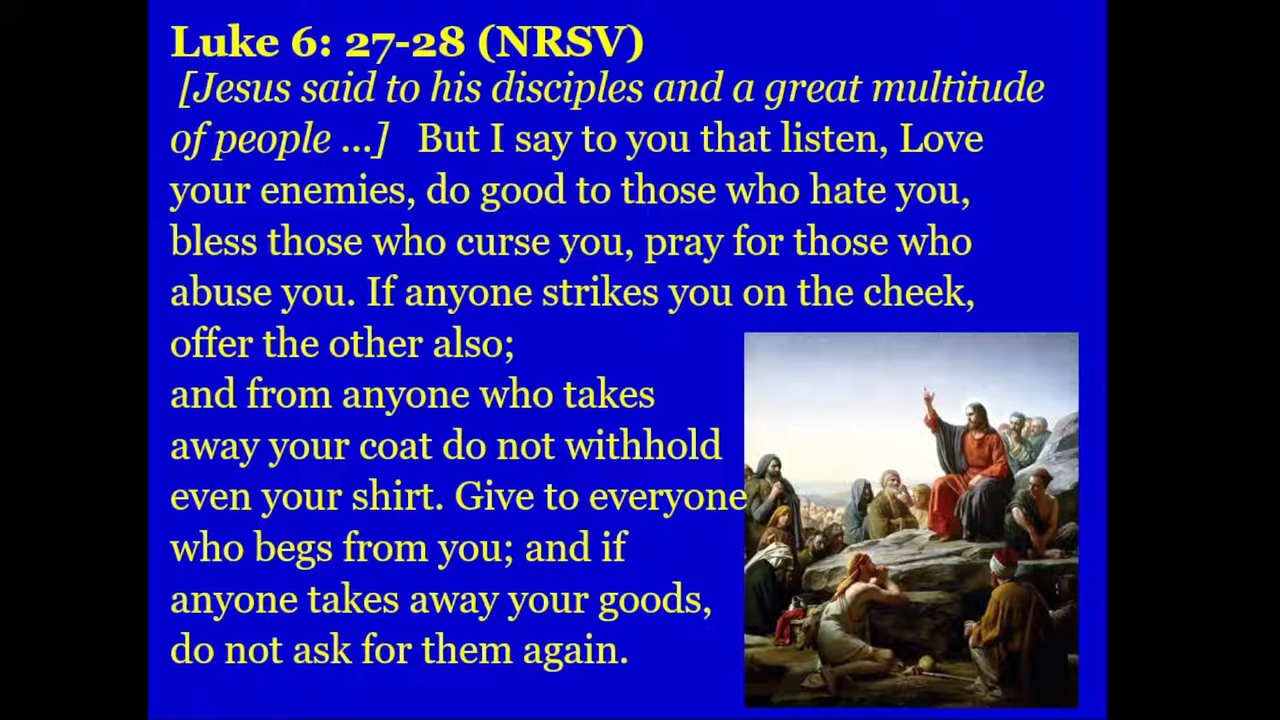 Luke 6: 27-28 (NRSV)
[Jesus said to his disciples and a great multitude
of people ...] But I say to you that listen, Love
your enemies, do good to those who hate you,
bless those who curse you, pray for those who
abuse you. If anyone strikes you on the cheek,
offer the other also;
and from anyone who takes
away your coat do not withhold
even your shirt. Give to everyone
who begs from you; and if
anyone takes away your goods,
do not ask for them again.